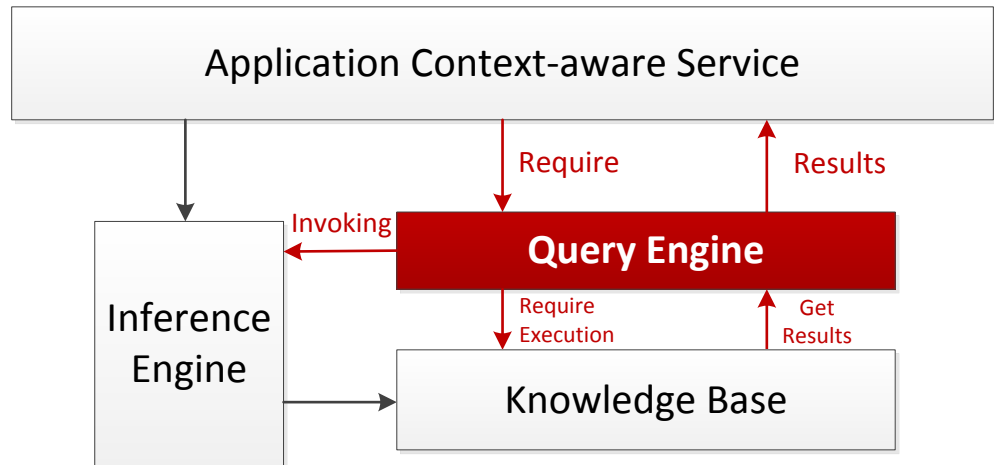 Application Context-aware Service
Require
Results
Invoking
Query Engine
Require
Execution
Get
Results
Inference
Engine
Knowledge Base